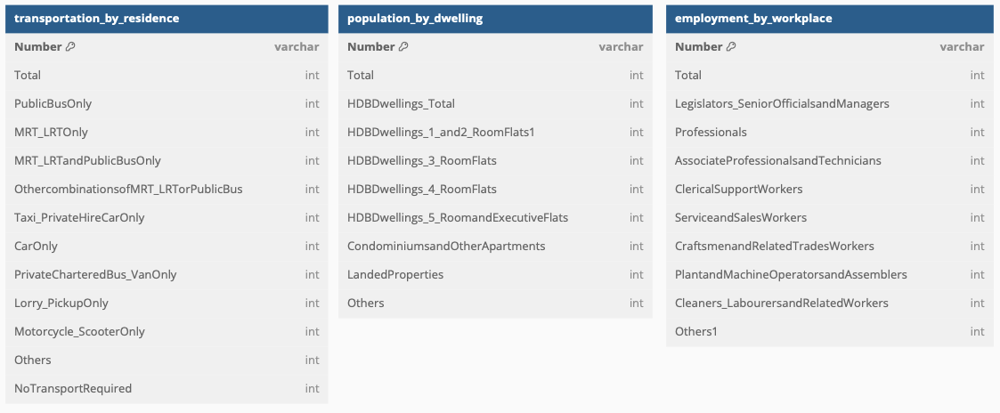 transportation_by_residence
Number varchar
Total int
PublicBusOnly int
MRT_LRTOnly int
MRT_LRTandPublicBusOnly int
OthercombinationsofMRT_LRTorPublicBus int
Taxi_PrivateHireCarOnly int
CarOnly int
PrivateCharteredBus_VanOnly int
Lorry_PickupOnly int
Motorcycle_ScooterOnly int
Others int
NoTransportRequired int
population_by_dwelling
Number varchar
Total int
HDBDwellings_Total int
HDBDwellings_1_and2_RoomFlats1 int
HDBDwellings_3_RoomFlats int
HDBDwellings_4_RoomFlats int
HDBDwellings_5_RoomandExecutiveFlats int
CondominiumsandOtherApartments int
LandedProperties int
Others int
employment_by_workplace
Number varchar
Total int
Legislators_SeniorOfficialsandManagers int
Professionals int
AssociateProfessionalsandTechnicians int
ClericalSupportWorkers int
ServiceandSalesWorkers int
CraftsmenandRelatedTradesWorkers int
PlantandMachineOperatorsandAssemblers int
Cleaners_LabourersandRelatedWorkers int
Others1 int